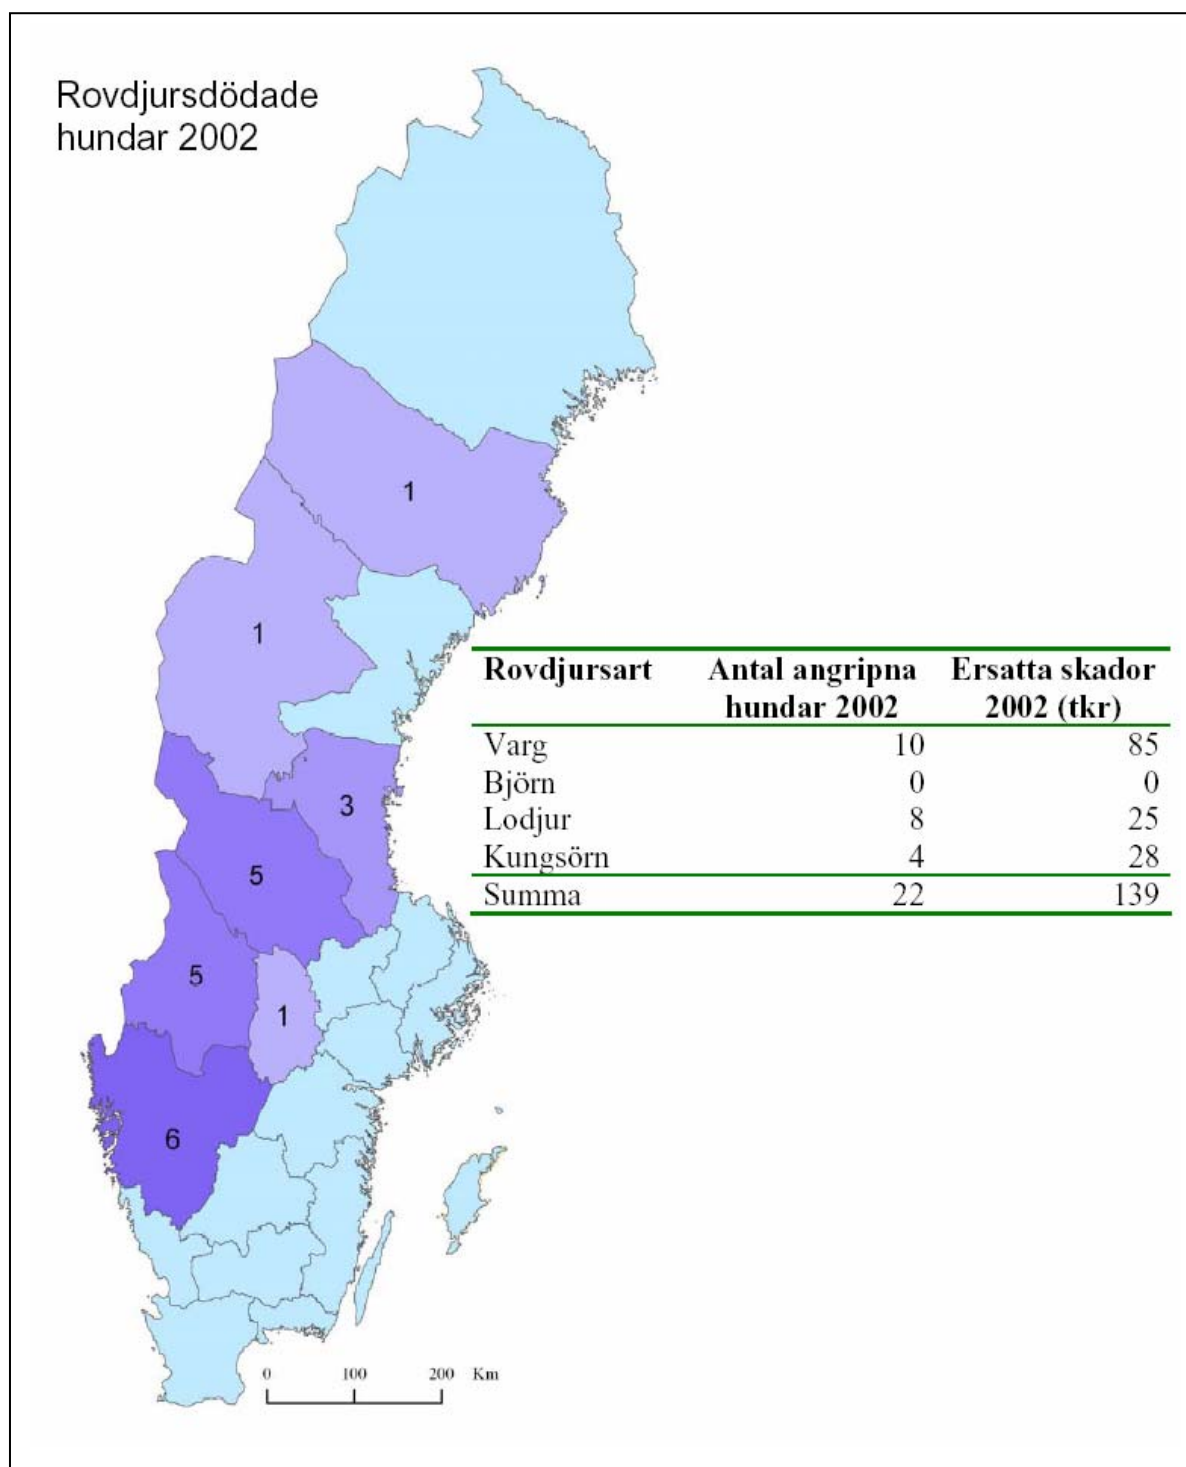 Rovdjursdödade
hundar 2002
1
1
3
5
5
1
6
Rovdjursart Antal angripna Ersatta skador
hundar 2002 2002 (tkr)
Varg 10 85
Björn 0 0
Lodjur 8 25
Kungsörn 4 28
Summa 22 139
0 100 200 Km